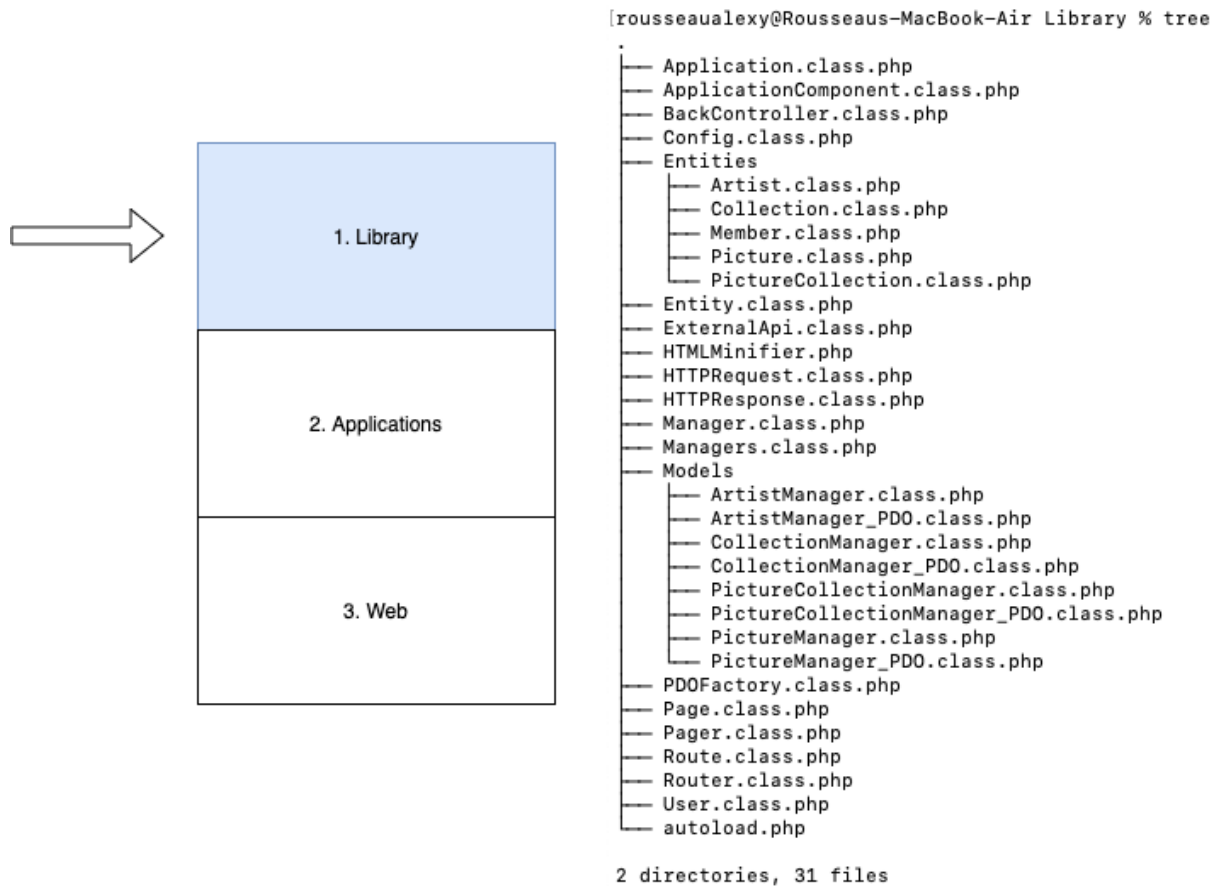 [rousseaualexy@Rousseaus-MacBook-Air Library % tree
.
├── Application.class.php
├── ApplicationComponent.class.php
├── BackController.class.php
├── Config.class.php
├── Entities
│   ├── Artist.class.php
│   ├── Collection.class.php
│   ├── Member.class.php
│   ├── Picture.class.php
│   └── PictureCollection.class.php
├── Entity.class.php
├── ExternalApi.class.php
├── HTMLMinifier.php
├── HTTPRequest.class.php
├── HTTPResponse.class.php
├── Manager.class.php
├── Managers.class.php
├── Models
│   ├── ArtistManager.class.php
│   ├── ArtistManager_PDO.class.php
│   ├── CollectionManager.class.php
│   ├── CollectionManager_PDO.class.php
│   ├── PictureCollectionManager.class.php
│   ├── PictureCollectionManager_PDO.class.php
│   ├── PictureManager.class.php
│   └── PictureManager_PDO.class.php
├── PDOFactory.class.php
├── Page.class.php
├── Pager.class.php
├── Route.class.php
├── Router.class.php
├── User.class.php
└── autoload.php
2 directories, 31 files
1. Library
2. Applications
3. Web